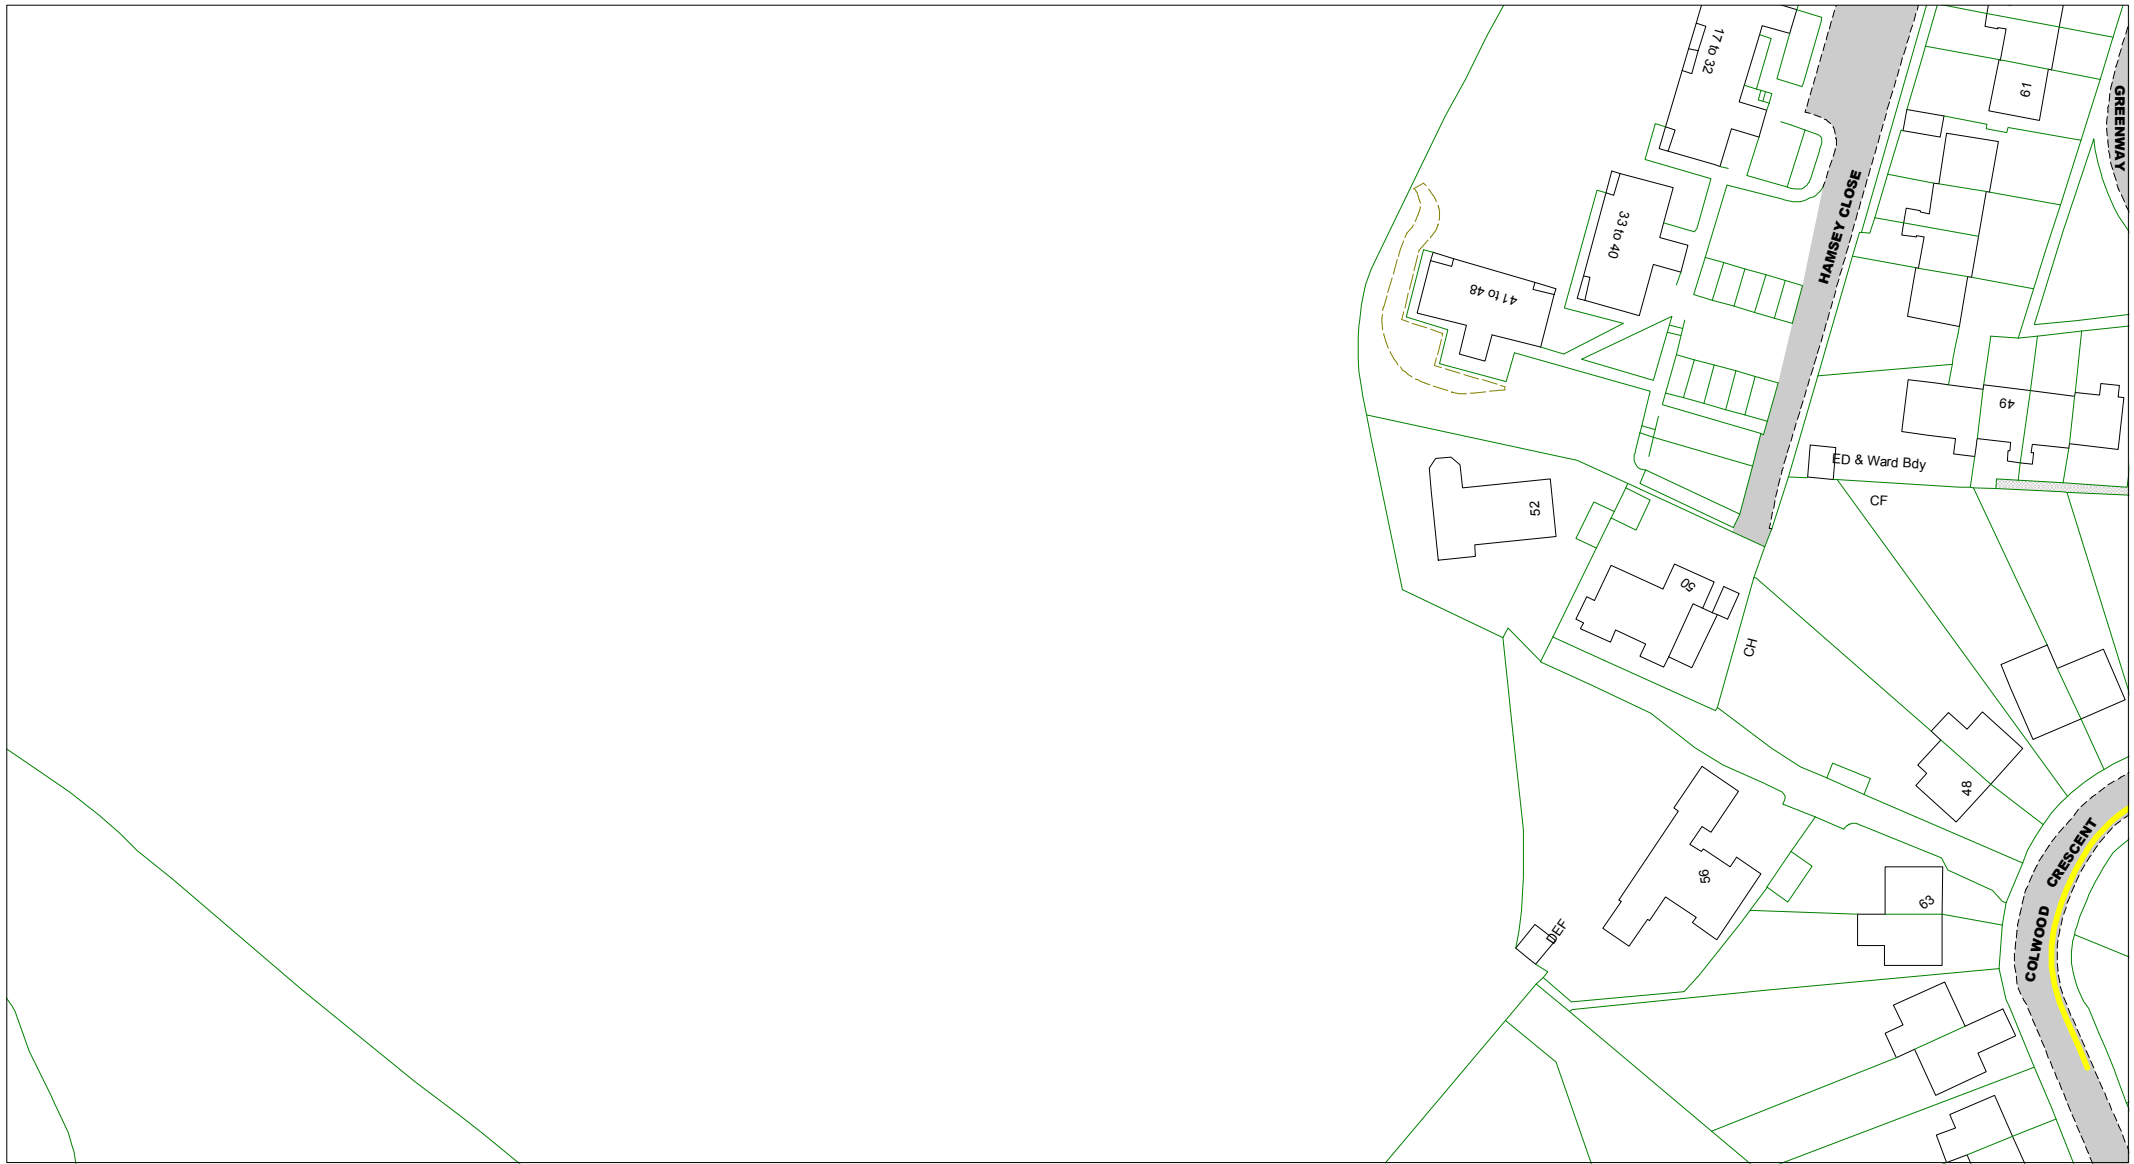 17 to 32
61
GREENWAY
HAMSEY CLOSE
33 to 40
41 to 48
49
ED & Ward Bdy
CF
52
50
CH
48
COLWOOD CRESCENT
56
63
DEF